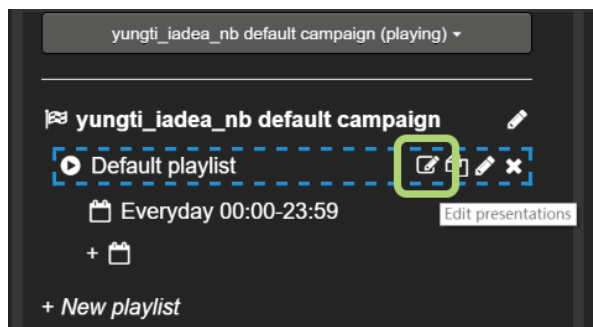 yungti_iadea_nb default campaign (playing)
yungti_iadea_nb default campaign
Default playlist
Everyday 00:00-23:59
Edit presentations
+
+ New playlist